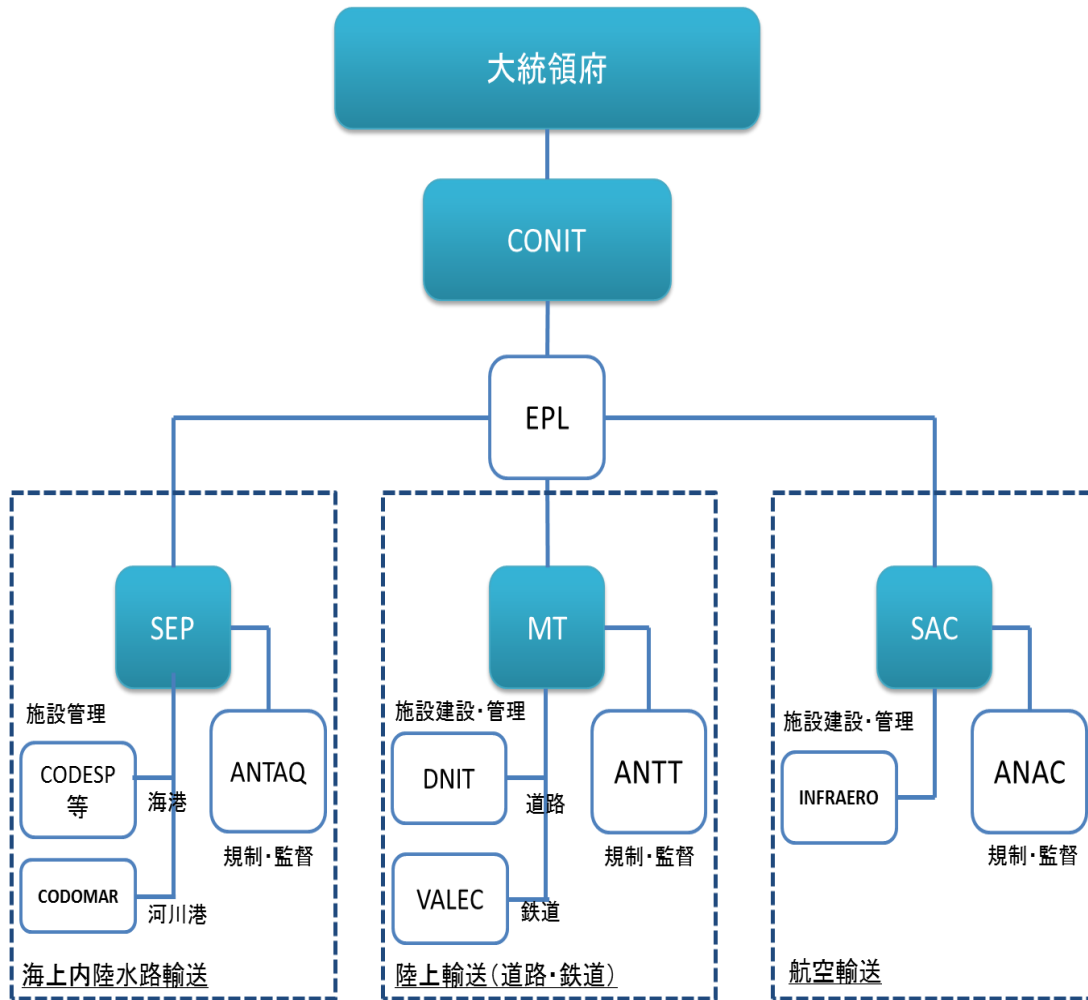 大統領府
CONIT
EPL
SEP
施設管理
CODESP
等
海港
CODOMAR
河川港
ANTAQ
規制・監督
海上内陸水路輸送
MT
施設建設・管理
DNIT
道路
VALEC
鉄道
ANTT
規制・監督
陸上輸送(道路・鉄道)
SAC
施設建設・管理
INFRAERO
ANAC
規制・監督
航空輸送